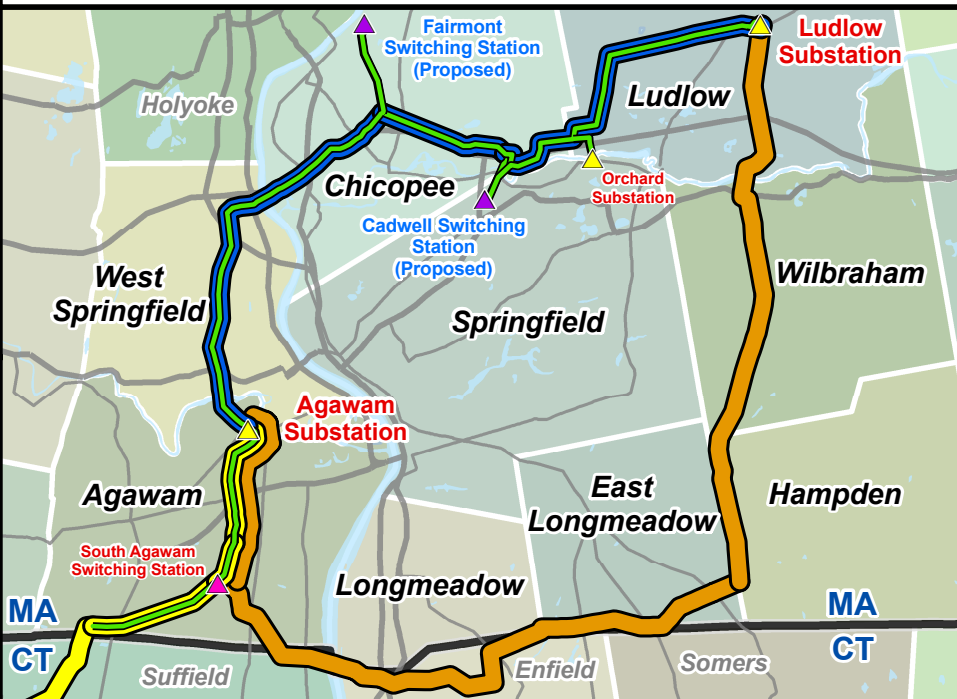 Fairmont
Switching Station
(Proposed)
Ludlow
Substation
Holyoke
Ludlow
Chicopee
Orchard
Substation
Cadwell Switching
Station
(Proposed)
West
Springfield
Wilbraham
Springfield
Agawam
Substation
Agawam
East
Longmeadow
Hampden
South Agawam
Switching Station
Longmeadow
MA
MA
CT
CT
Suffield
Enfield
Somers